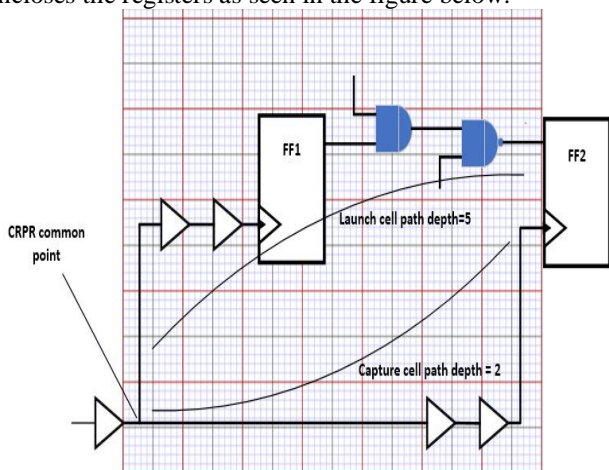 ncloses the registers as seen in the figure below.
FF1
FF2
Launch cell path depth=5
CRPR common
point
Capture cell path depth = 2